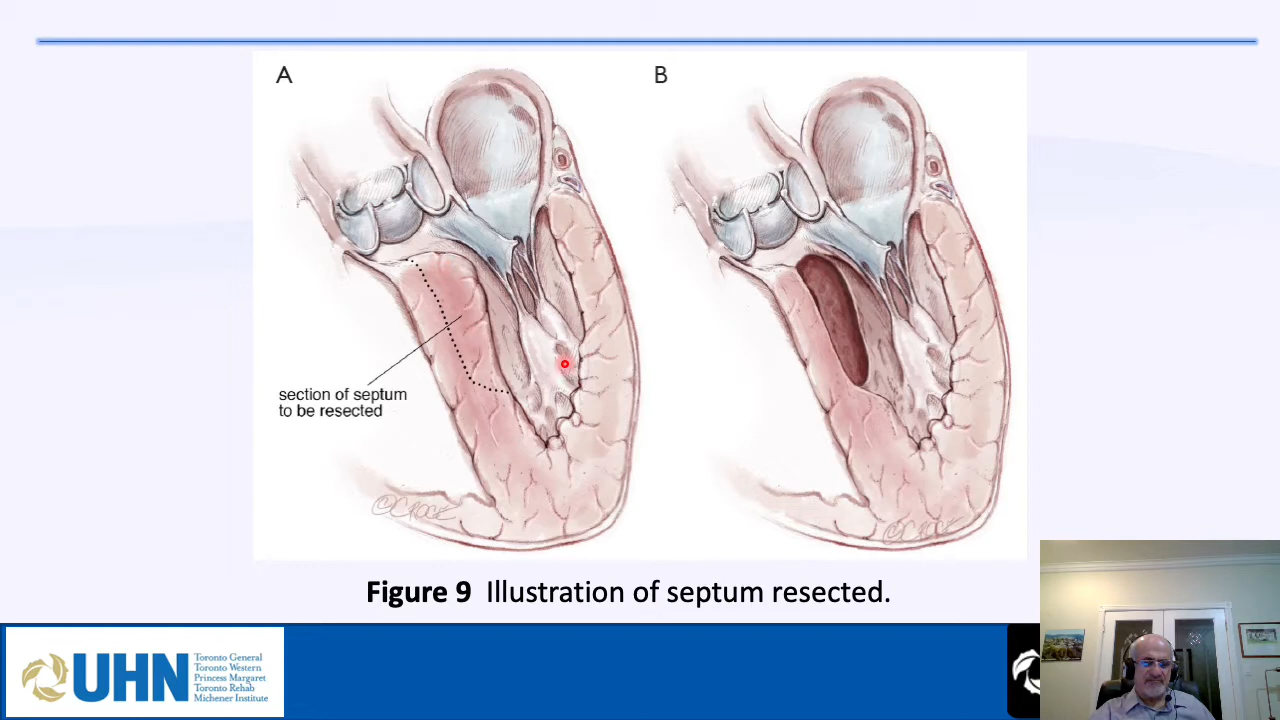 A
B
section of septum
to be resected
Figure 9 Illustration of septum resected.
UHN
Toronto General
Toronto Western
Princess Margaret
Toronto Rehab
Michener Institute